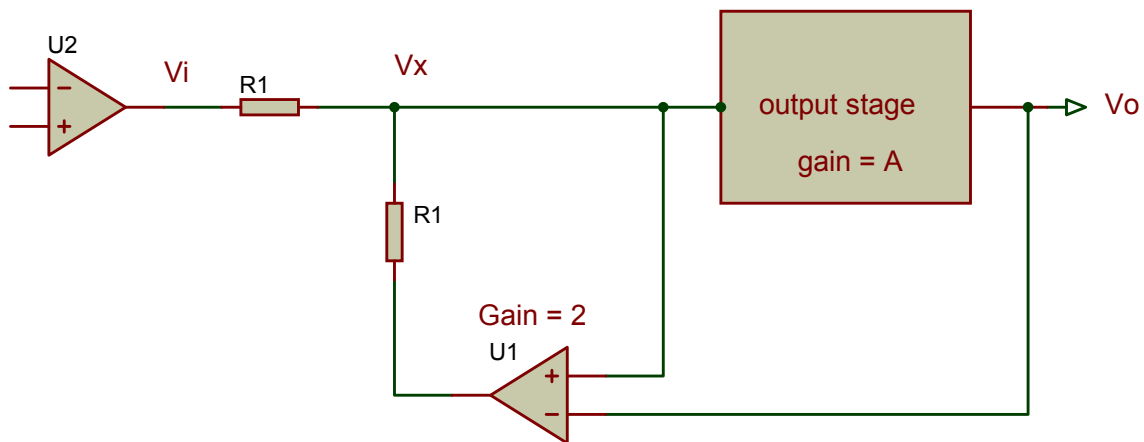 U2
Vi
R1
Vx
output stage
gain = A
Vo
R1
Gain = 2
U1